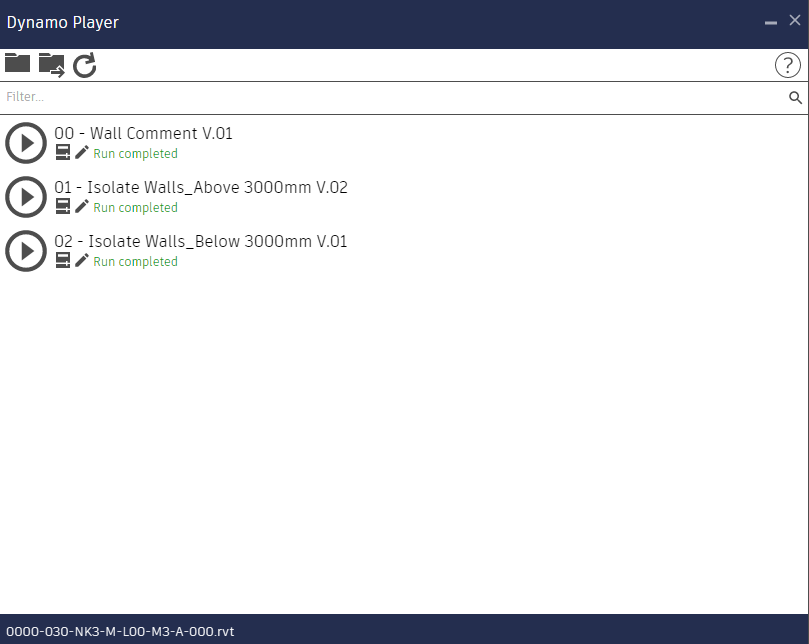 Dynamo Player
?
Filter...
00 - Wall Comment V.01
Run completed
01 - Isolate Walls_Above 3000mm V.02
Run completed
02 - Isolate Walls_Below 3000mm V.01
Run completed
0000-030-NK3-M-L00-M3-A-000.rvt